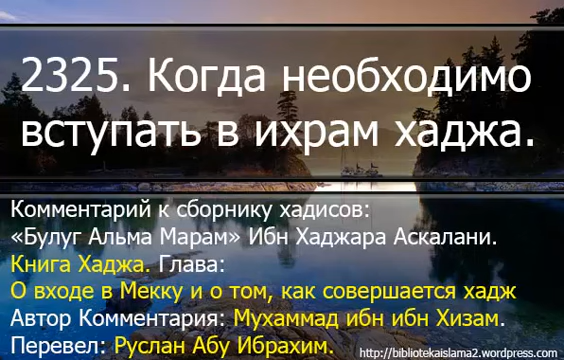 2325. Когда необходимо
вступать в ихрам хаджа.
Комментарий к сборнику хадисов:
«Булуг Альма Марам» Ибн Хаджара Аскалани.
Книга Хаджа. Глава:
О входе в Мекку и о том, как совершается хадж
Автор Комментария: Мухаммад ибн ибн Хизам.
Перевел: Руслан Абу Ибрахим.
http://bibliotekaislama2.wordpress.com